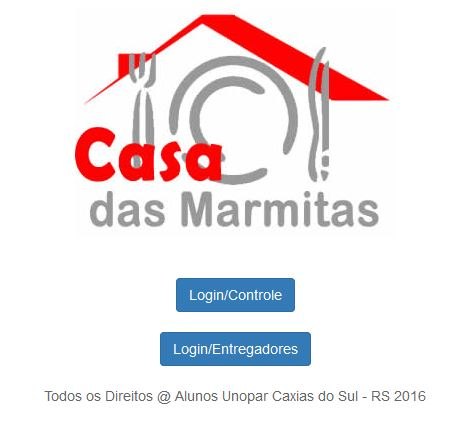 Casa
das Marmitas
Login/Controle
Login/Entregadores
Todos os Direitos @ Alunos Unopar Caxias do Sul - RS 2016